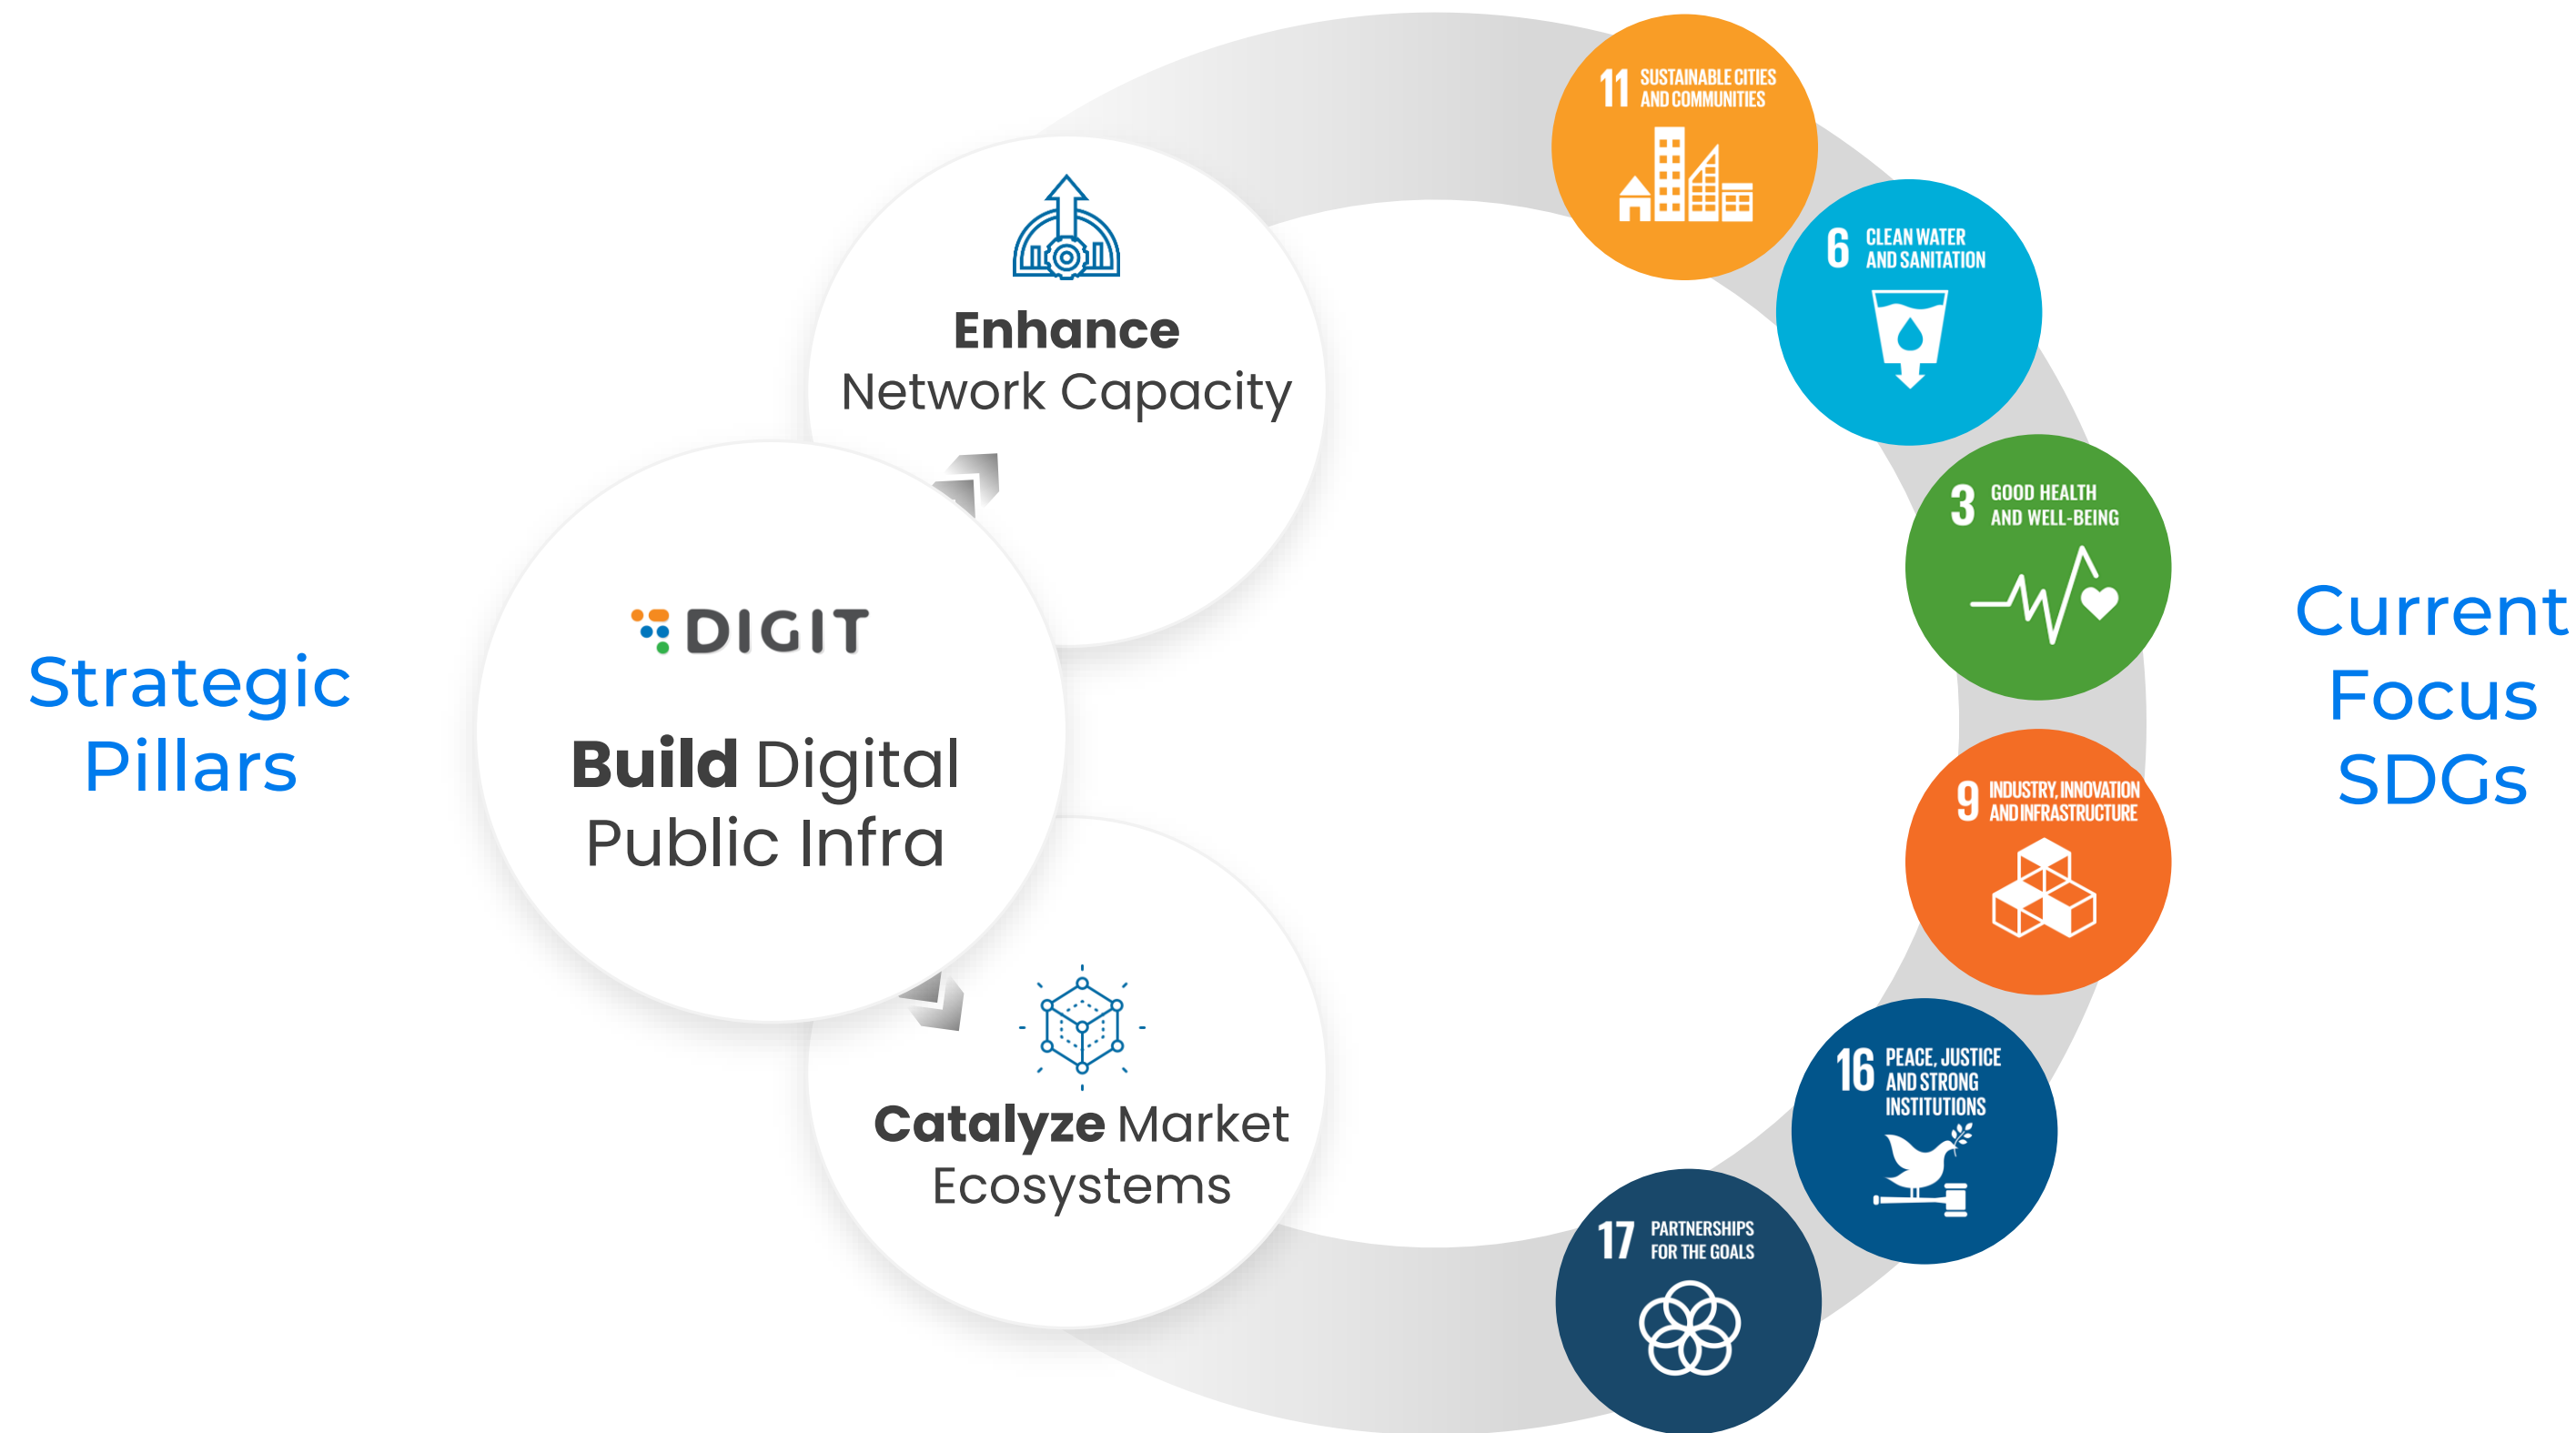 Strategic
Pillars
Enhance
Network Capacity
DIGIT
Build Digital
Public Infra
Catalyze Market
Ecosystems
11 SUSTAINABLE CITIES
AND COMMUNITIES
6 CLEAN WATER
AND SANITATION
3 GOOD HEALTH
AND WELL-BEING
9 INDUSTRY, INNOVATION
AND INFRASTRUCTURE
16 PEACE, JUSTICE
AND STRONG
INSTITUTIONS
17 PARTNERSHIPS
FOR THE GOALS
Current
Focus
SDGs